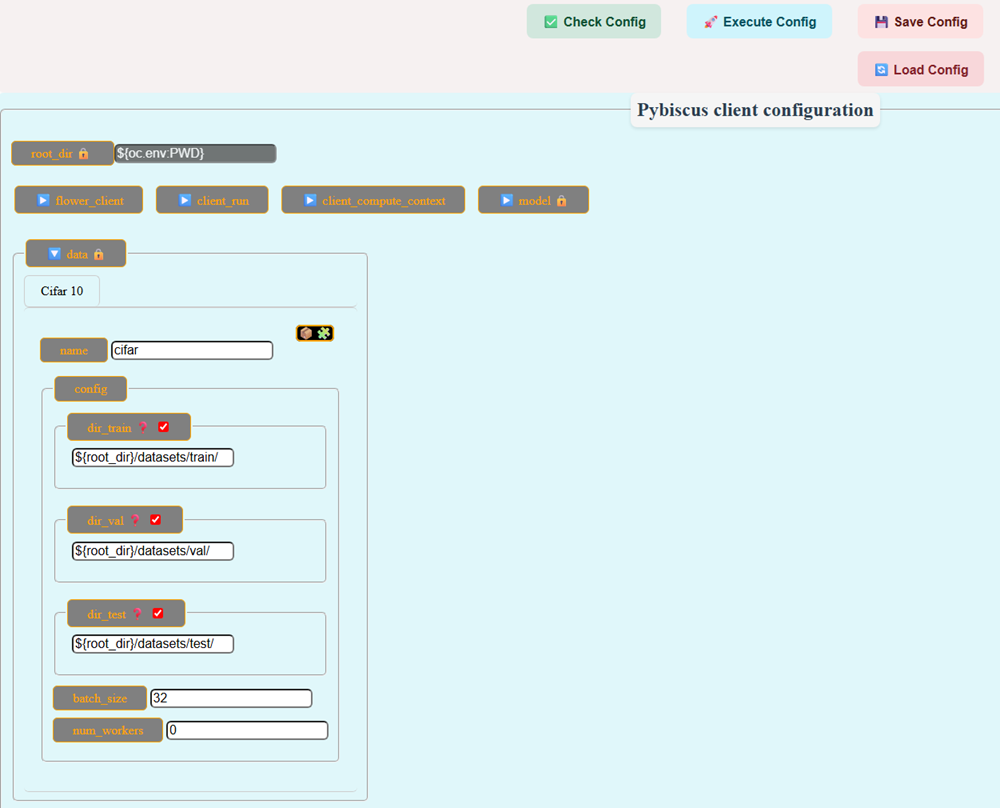 Check Config
Execute Config
Save Config
Load Config
Pybiscus client configuration
root_dir
${oc.env:PWD}
flower_client
client_run
client_compute_context
model
data
Cifar 10
name
cifar
config
dir_train
${root_dir}/datasets/train/
dir_val
${root_dir}/datasets/val/
dir_test
${root_dir}/datasets/test/
batch_size
32
num_workers
0